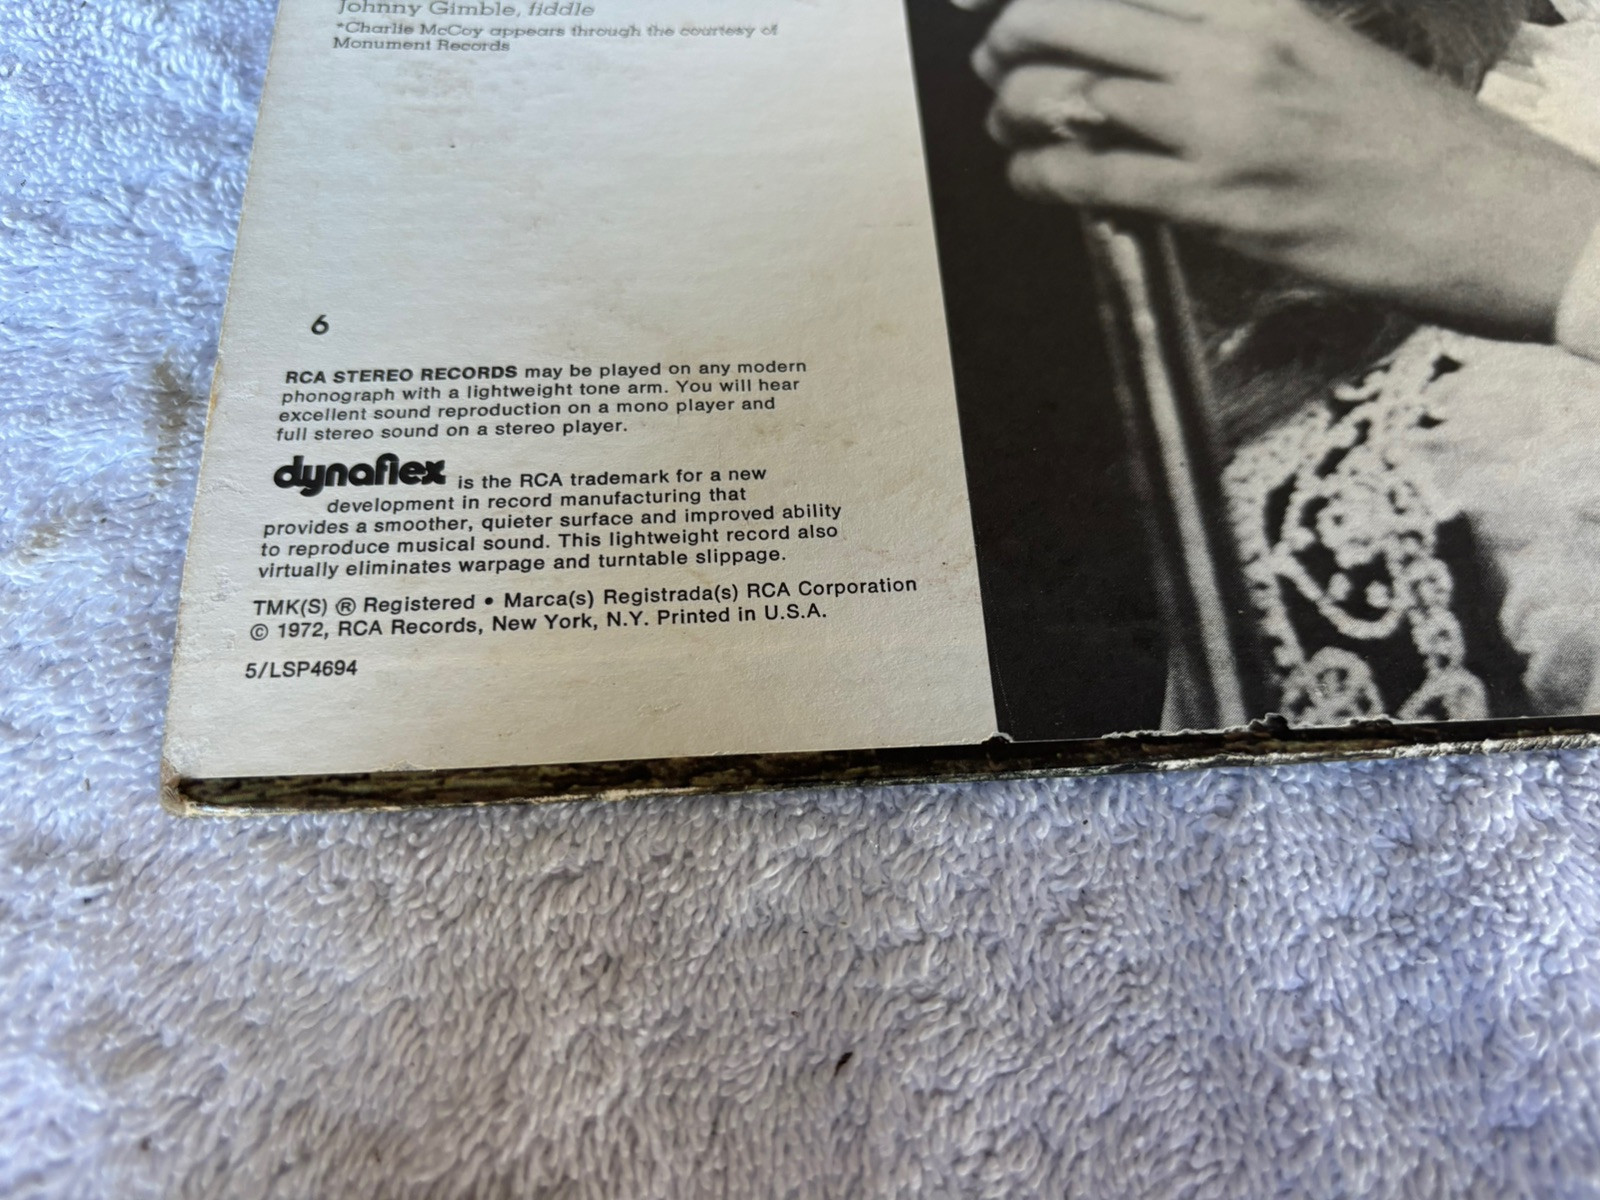 Johnny Gimble, fiddle
*Charlie McCoy appears through the courtesy of
Monument Records
6
RCA STEREO RECORDS may be played on any modern
phonograph with a lightweight tone arm. You will hear
excellent sound reproduction on a mono player and
full stereo sound on a stereo player.
dynaflex is the RCA trademark for a new
development in record manufacturing that
provides a smoother, quieter surface and improved ability
to reproduce musical sound. This lightweight record also
virtually eliminates warpage and turntable slippage.
TMK(S) ® Registered • Marca(s) Registrada(s) RCA Corporation
© 1972, RCA Records, New York, N.Y. Printed in U.S.A.
5/LSP4694